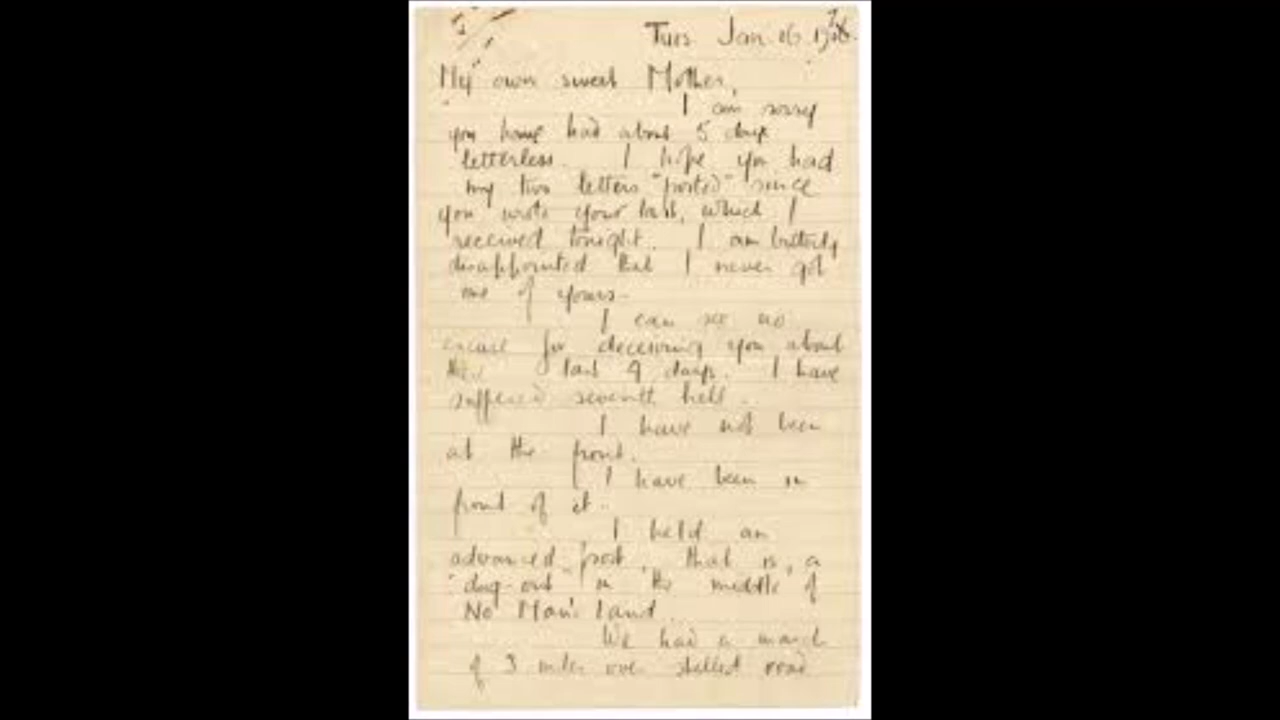 Tues Jan 16
My own sweet Mother,
I am sorry
you have had about 5 days
letterless. I hope you had
my two letters "posted" since
you wrote your last, which I
received tonight. I am bitterly
disappointed that I never got
one of yours.
I can see no
excuse for deceiving you about
these last 4 days. I have
suffered seventh hell.
I have not been
at the front.
I have been in
front of it.
I held an
advanced post, that is, a
"dug-out" in the middle of
No Man's Land.
We had a march
of 3 miles over shelled road